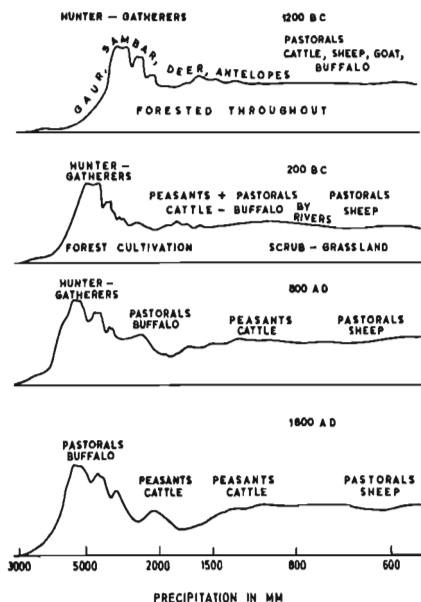 HUNTER – GATHERERS
1200 BC
PASTORALS
CATTLE, SHEEP, GOAT,
BUFFALO
GAUR, SAMBAR, DEER, ANTELOPES
FORESTED THROUGHOUT
HUNTER –
GATHERERS
200 BC
PEASANTS + PASTORALS
CATTLE – BUFFALO
BY
RIVERS
PASTORALS
SHEEP
FOREST CULTIVATION
SCRUB – GRASSLAND
HUNTER –
GATHERERS
800 AD
PASTORALS
BUFFALO
PEASANTS
CATTLE
PASTORALS
SHEEP
1600 AD
PASTORALS
BUFFALO
PEASANTS
CATTLE
PEASANTS
CATTLE
PASTORALS
SHEEP
3000 5000 2000 1500 800 600
PRECIPITATION IN MM